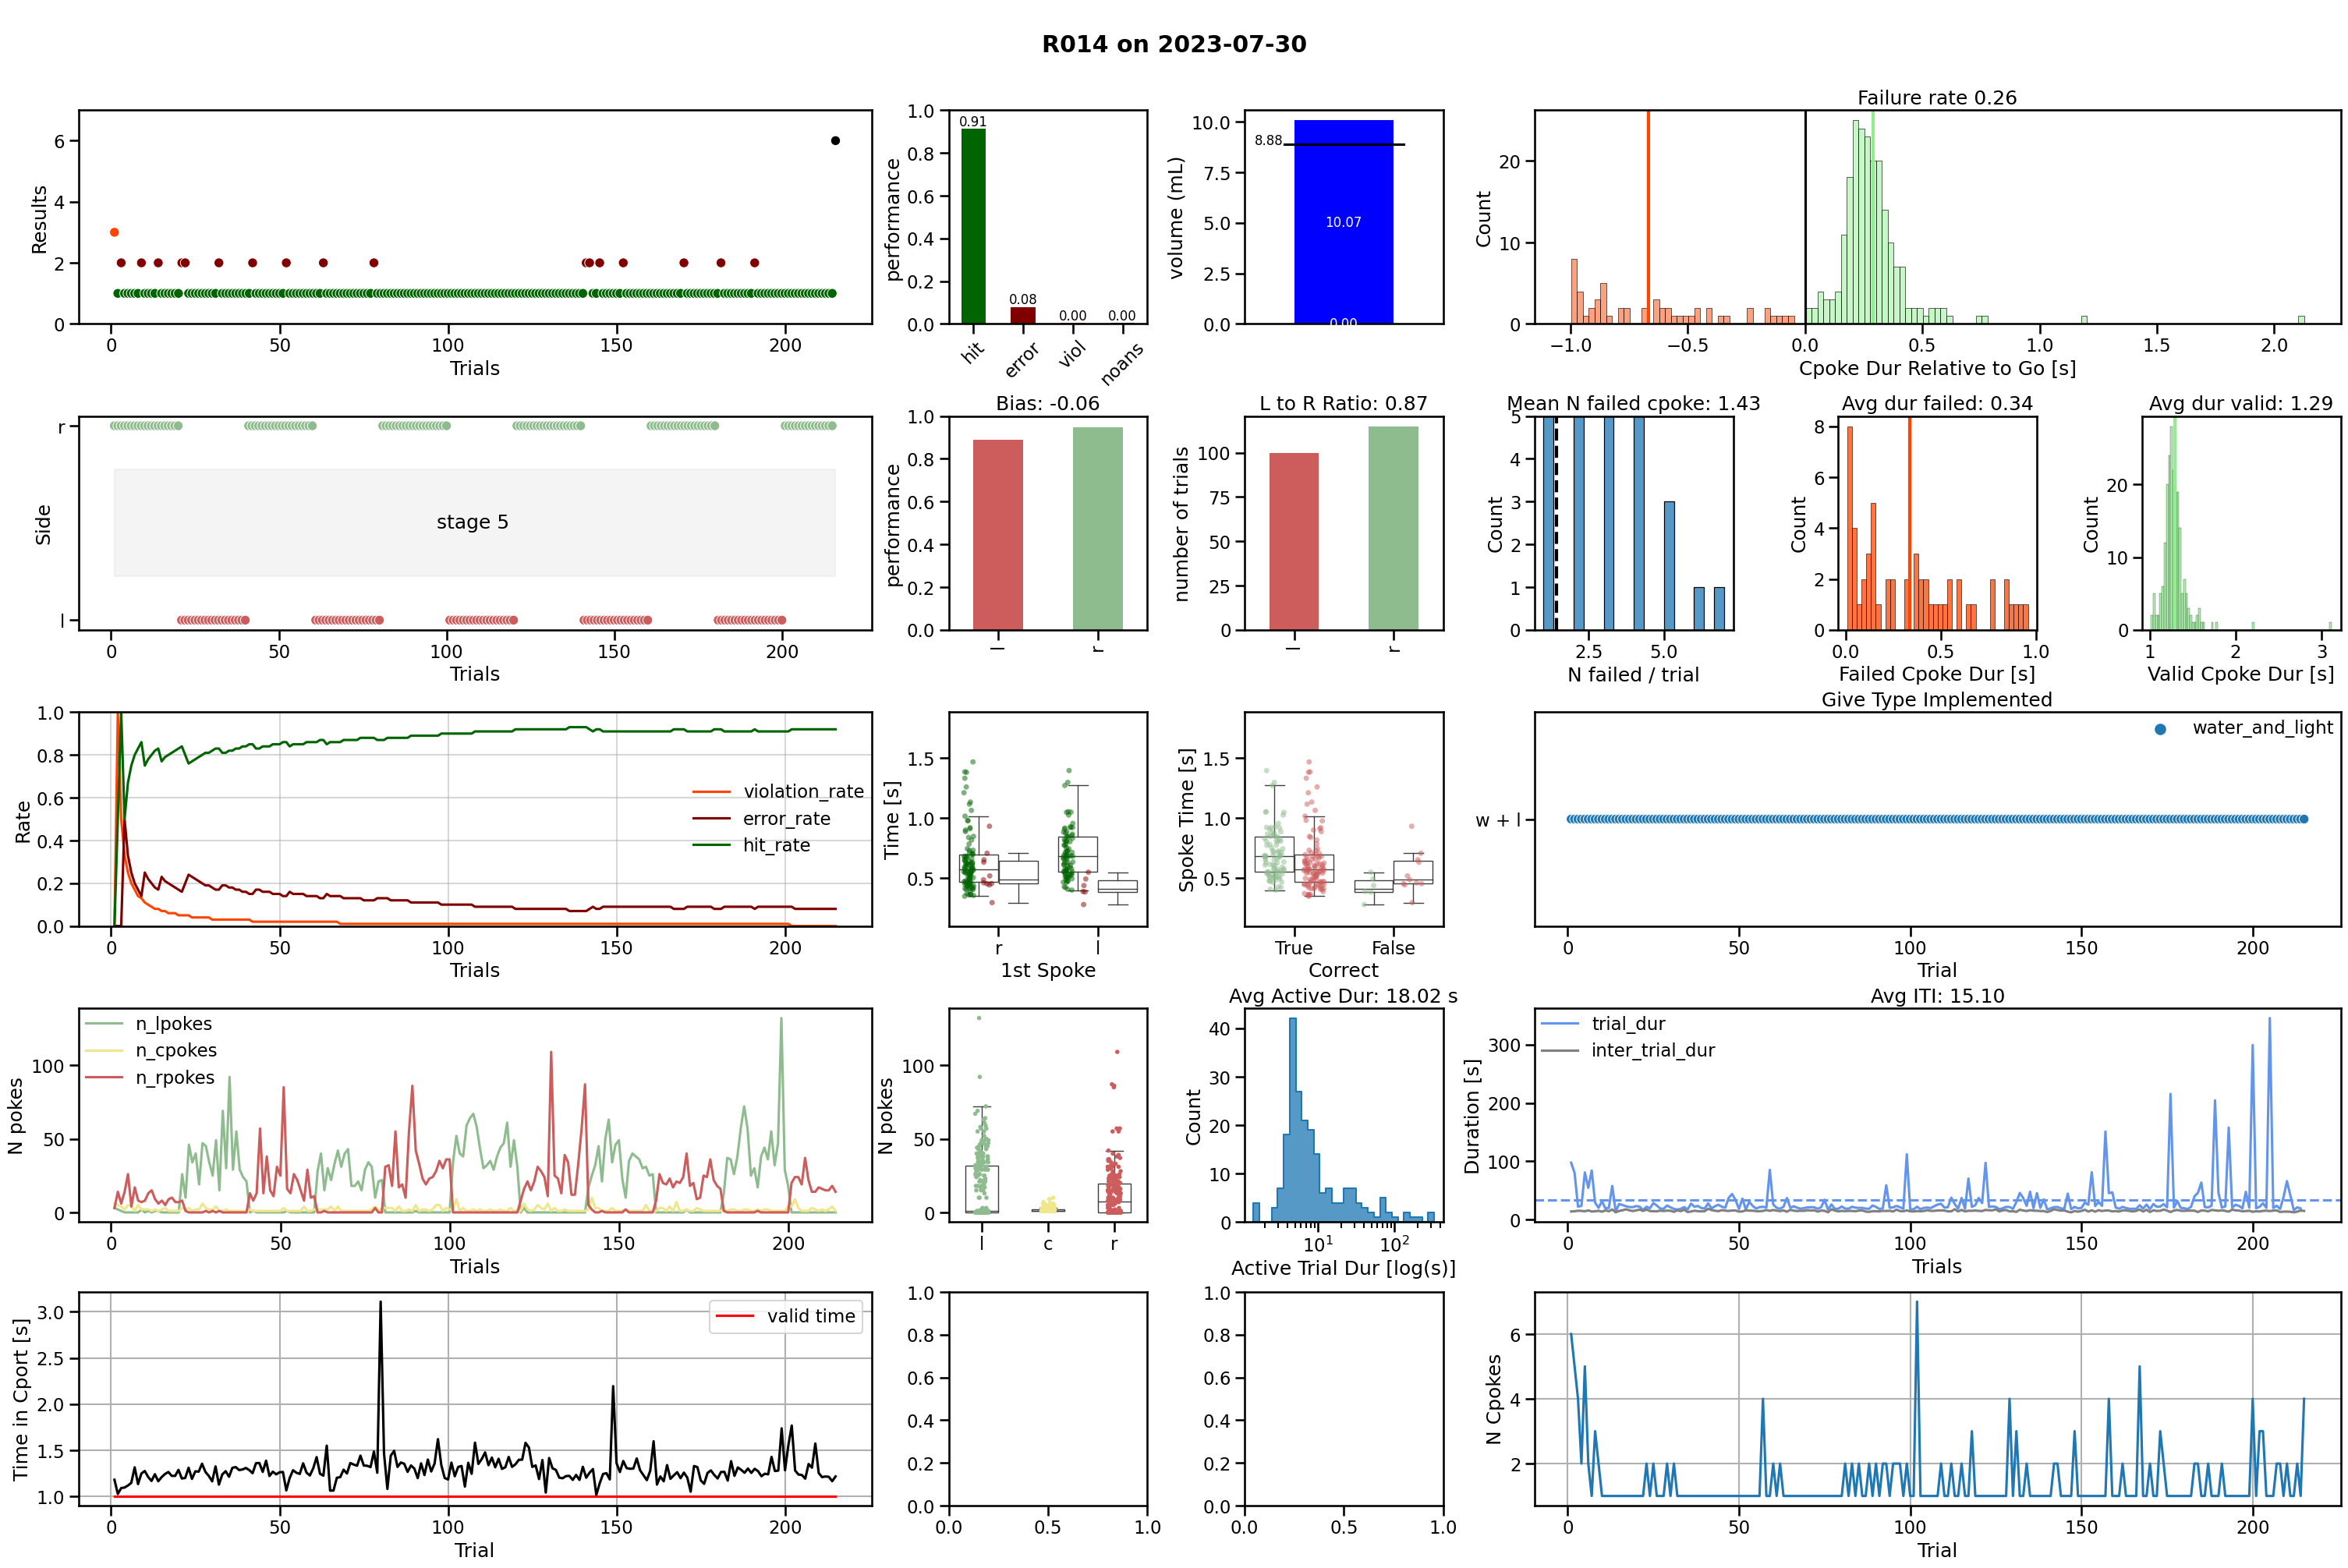 R014 on 2023-07-30
Results
6
4
2
0
0 50 100 150 200
Trials
performance
1.0
0.8
0.6
0.4
0.2
0.0
0.91
0.08
0.00
0.00
hit error viol noans
volume (mL)
10.0
7.5
5.0
2.5
0.0
8.88
10.07
0.00
Failure rate 0.26
Count
20
10
0
−1.0 −0.5 0.0 0.5 1.0 1.5 2.0
Cpoke Dur Relative to Go [s]
Side
r
l
stage 5
0 50 100 150 200
Trials
Bias: -0.06
performance
1.0
0.8
0.6
0.4
0.2
0.0
l r
L to R Ratio: 0.87
number of trials
100
75
50
25
0
l r
Mean N failed cpoke: 1.43
Count
5
4
3
2
1
0
2.5 5.0
N failed / trial
Avg dur failed: 0.34
Count
8
6
4
2
0
0.0 0.5 1.0
Failed Cpoke Dur [s]
Avg dur valid: 1.29
Count
20
10
0
1 2 3
Valid Cpoke Dur [s]
Rate
1.0
0.8
0.6
0.4
0.2
0.0
violation_rate
error_rate
hit_rate
0 50 100 150 200
Trials
Time [s]
1.5
1.0
0.5
r l
1st Spoke
Spoke Time [s]
1.5
1.0
0.5
True False
Correct
Give Type Implemented
water_and_light
w + l
0 50 100 150 200
Trial
N pokes
100
50
0
n_lpokes
n_cpokes
n_rpokes
0 50 100 150 200
Trials
N pokes
100
50
0
l c r
Avg Active Dur: 18.02 s
Count
40
30
20
10
0
10¹ 10²
Active Trial Dur [log(s)]
Avg ITI: 15.10
Duration [s]
300
200
100
0
trial_dur
inter_trial_dur
0 50 100 150 200
Trials
Time in Cport [s]
3.0
2.5
2.0
1.5
1.0
valid time
0 50 100 150 200
Trial
1.0
0.8
0.6
0.4
0.2
0.0
0.0 0.5 1.0
1.0
0.8
0.6
0.4
0.2
0.0
0.0 0.5 1.0
N Cpokes
6
4
2
0 50 100 150 200
Trial